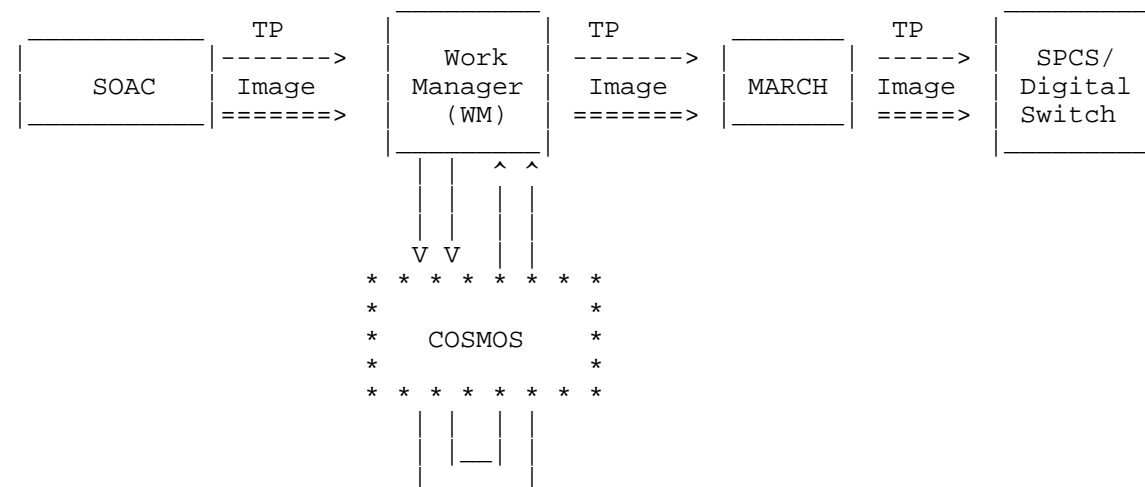 TP TP TP
Work SPCS/
SOAC Image Manager Image MARCH Image Digital
(WM) Switch
COSMOS